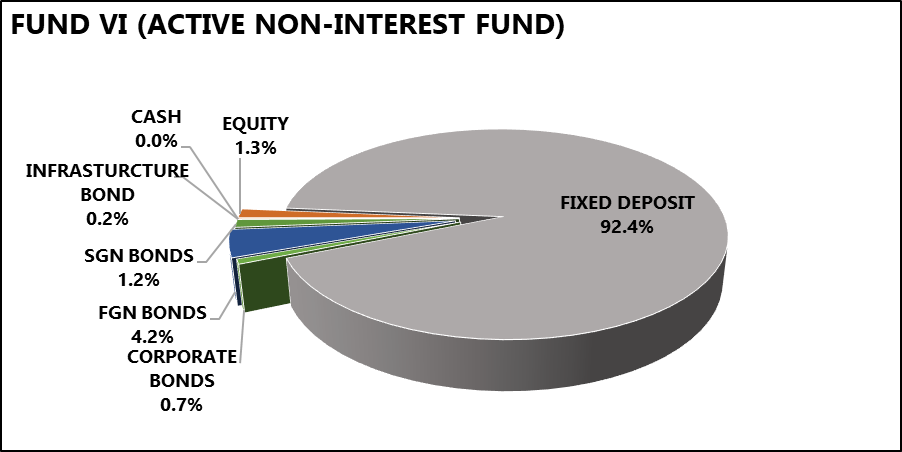 FUND VI (ACTIVE NON-INTEREST FUND)
CASH
0.0%
EQUITY
1.3%
INFRASTURCTURE
BOND
0.2%
FIXED DEPOSIT
92.4%
SGN BONDS
1.2%
FGN BONDS
4.2%
CORPORATE
BONDS
0.7%